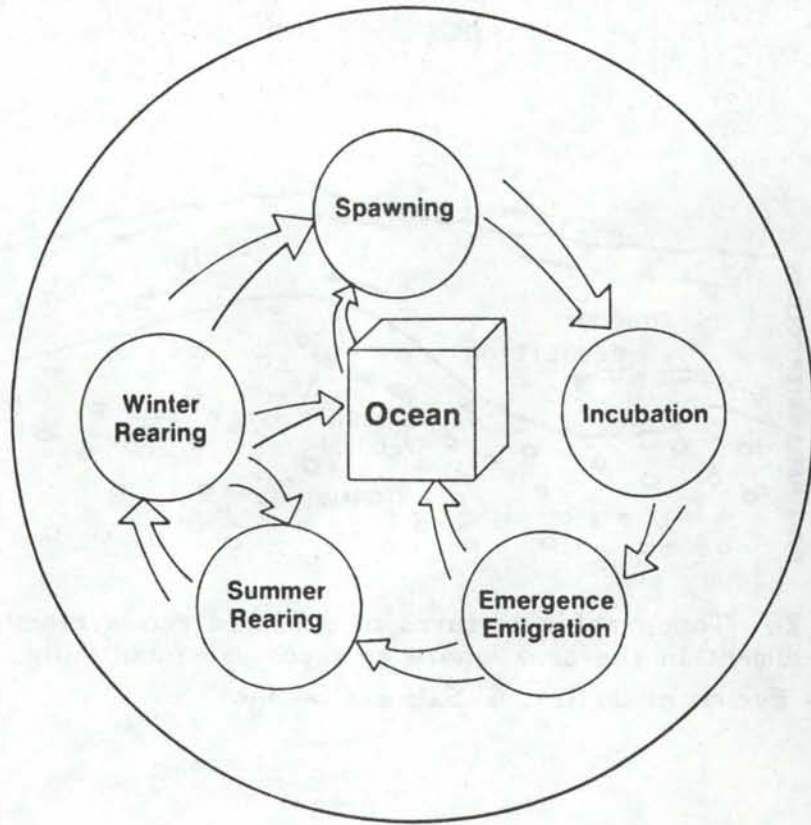 Spawning
Winter
Rearing
Ocean
Incubation
Summer
Rearing
Emergence
Emigration